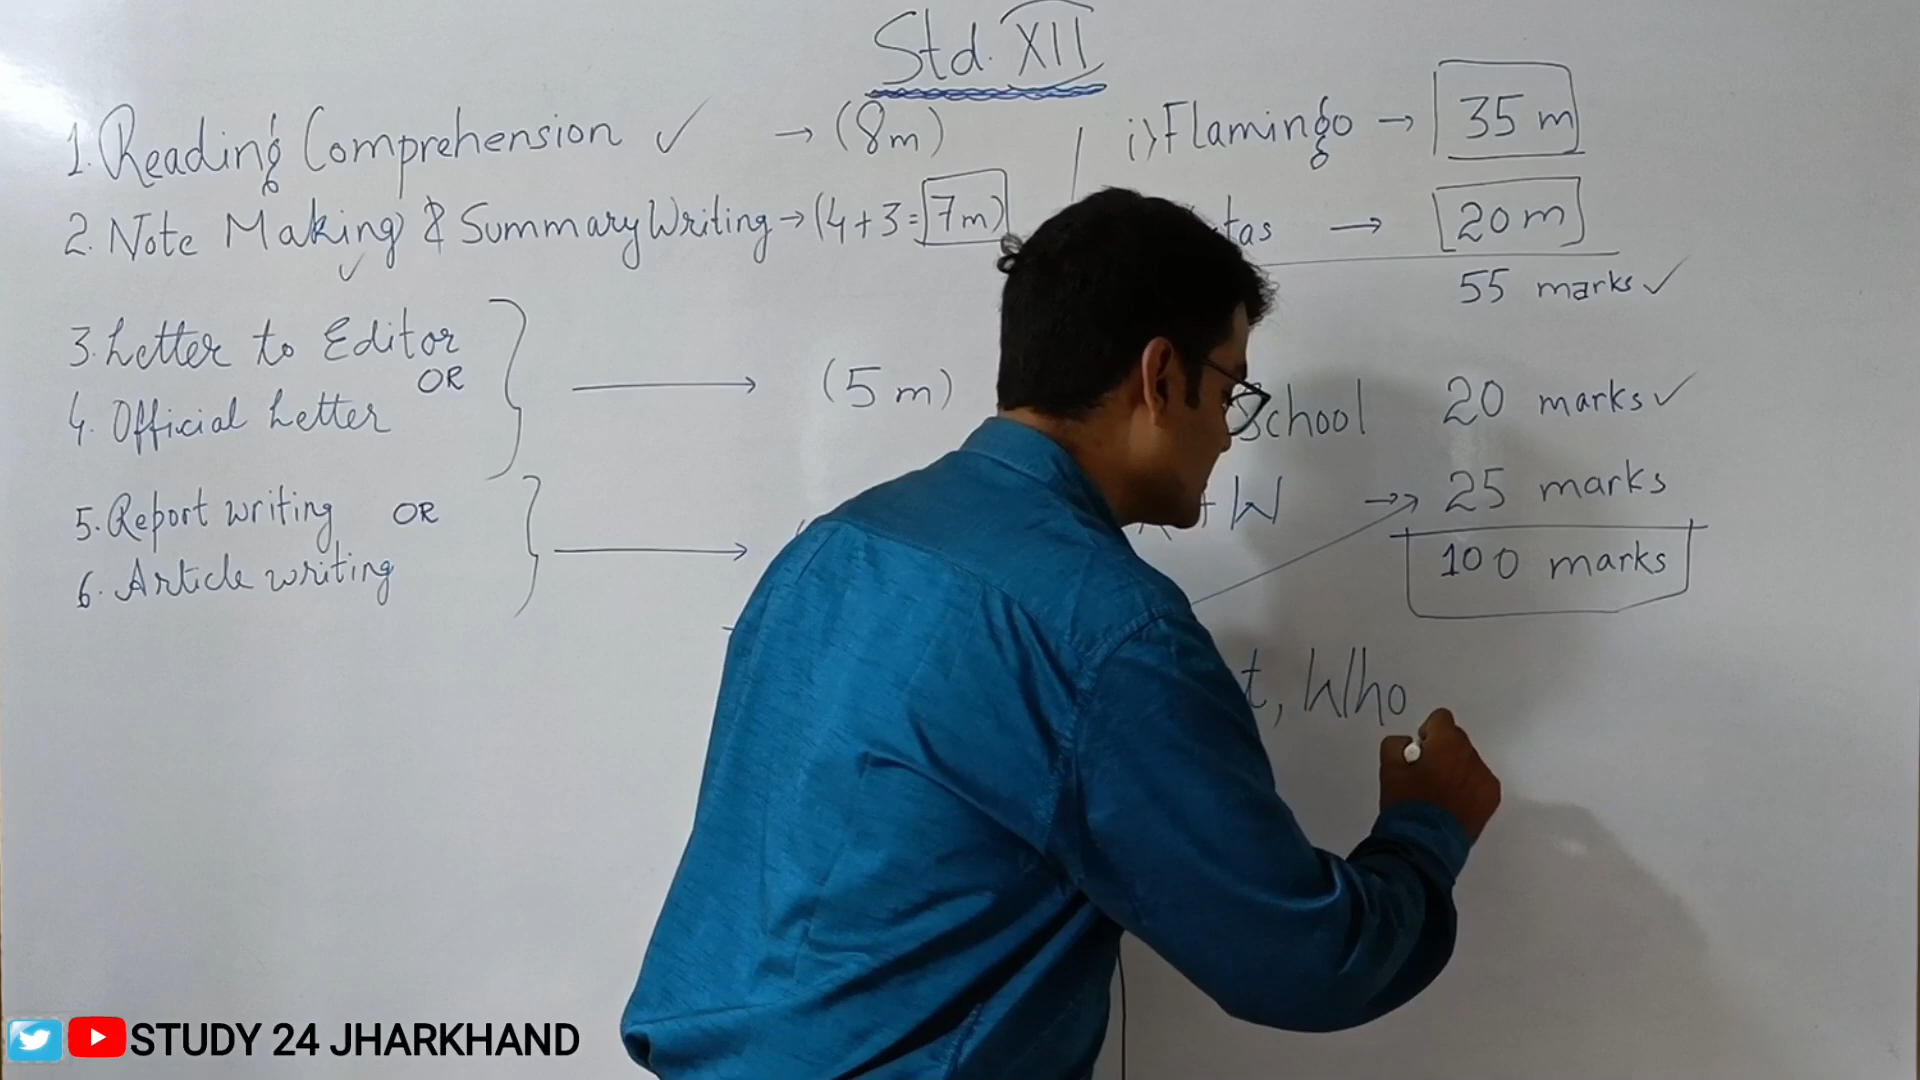 Std. XII
1. Reading Comprehension ✓ → (8m)
2. Note Making & Summary Writing → (4+3=7m)
3. Letter to Editor
OR
4. Official Letter
(5m)
5. Report writing OR
6. Article writing
i) Flamingo → 35 m
→ 20 m
55 marks ✓
School 20 marks ✓
+ W → 25 marks
100 marks
, Who
STUDY 24 JHARKHAND